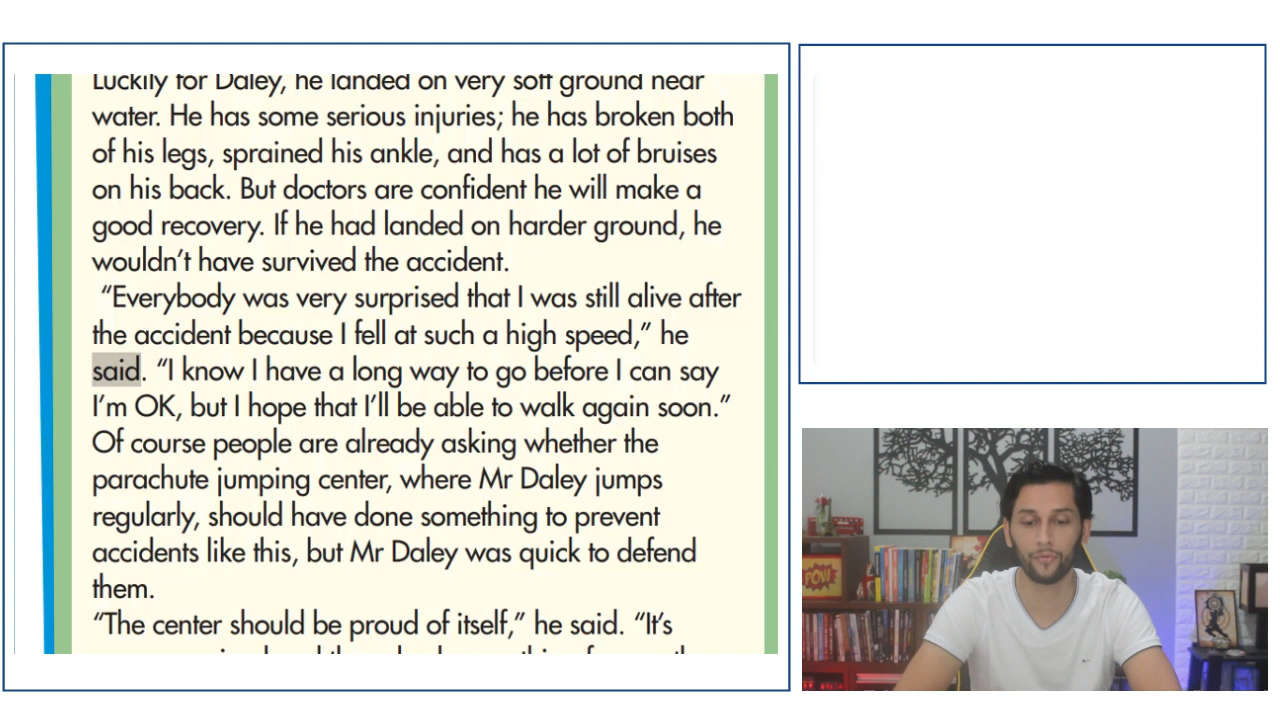 Luckily for Daley, he landed on very soft ground near
water. He has some serious injuries; he has broken both
of his legs, sprained his ankle, and has a lot of bruises
on his back. But doctors are confident he will make a
good recovery. If he had landed on harder ground, he
wouldn’t have survived the accident.
“Everybody was very surprised that I was still alive after
the accident because I fell at such a high speed,” he
said. “I know I have a long way to go before I can say
I’m OK, but I hope that I’ll be able to walk again soon.”
Of course people are already asking whether the
parachute jumping center, where Mr Daley jumps
regularly, should have done something to prevent
accidents like this, but Mr Daley was quick to defend
them.
“The center should be proud of itself,” he said. “It’s
POW!